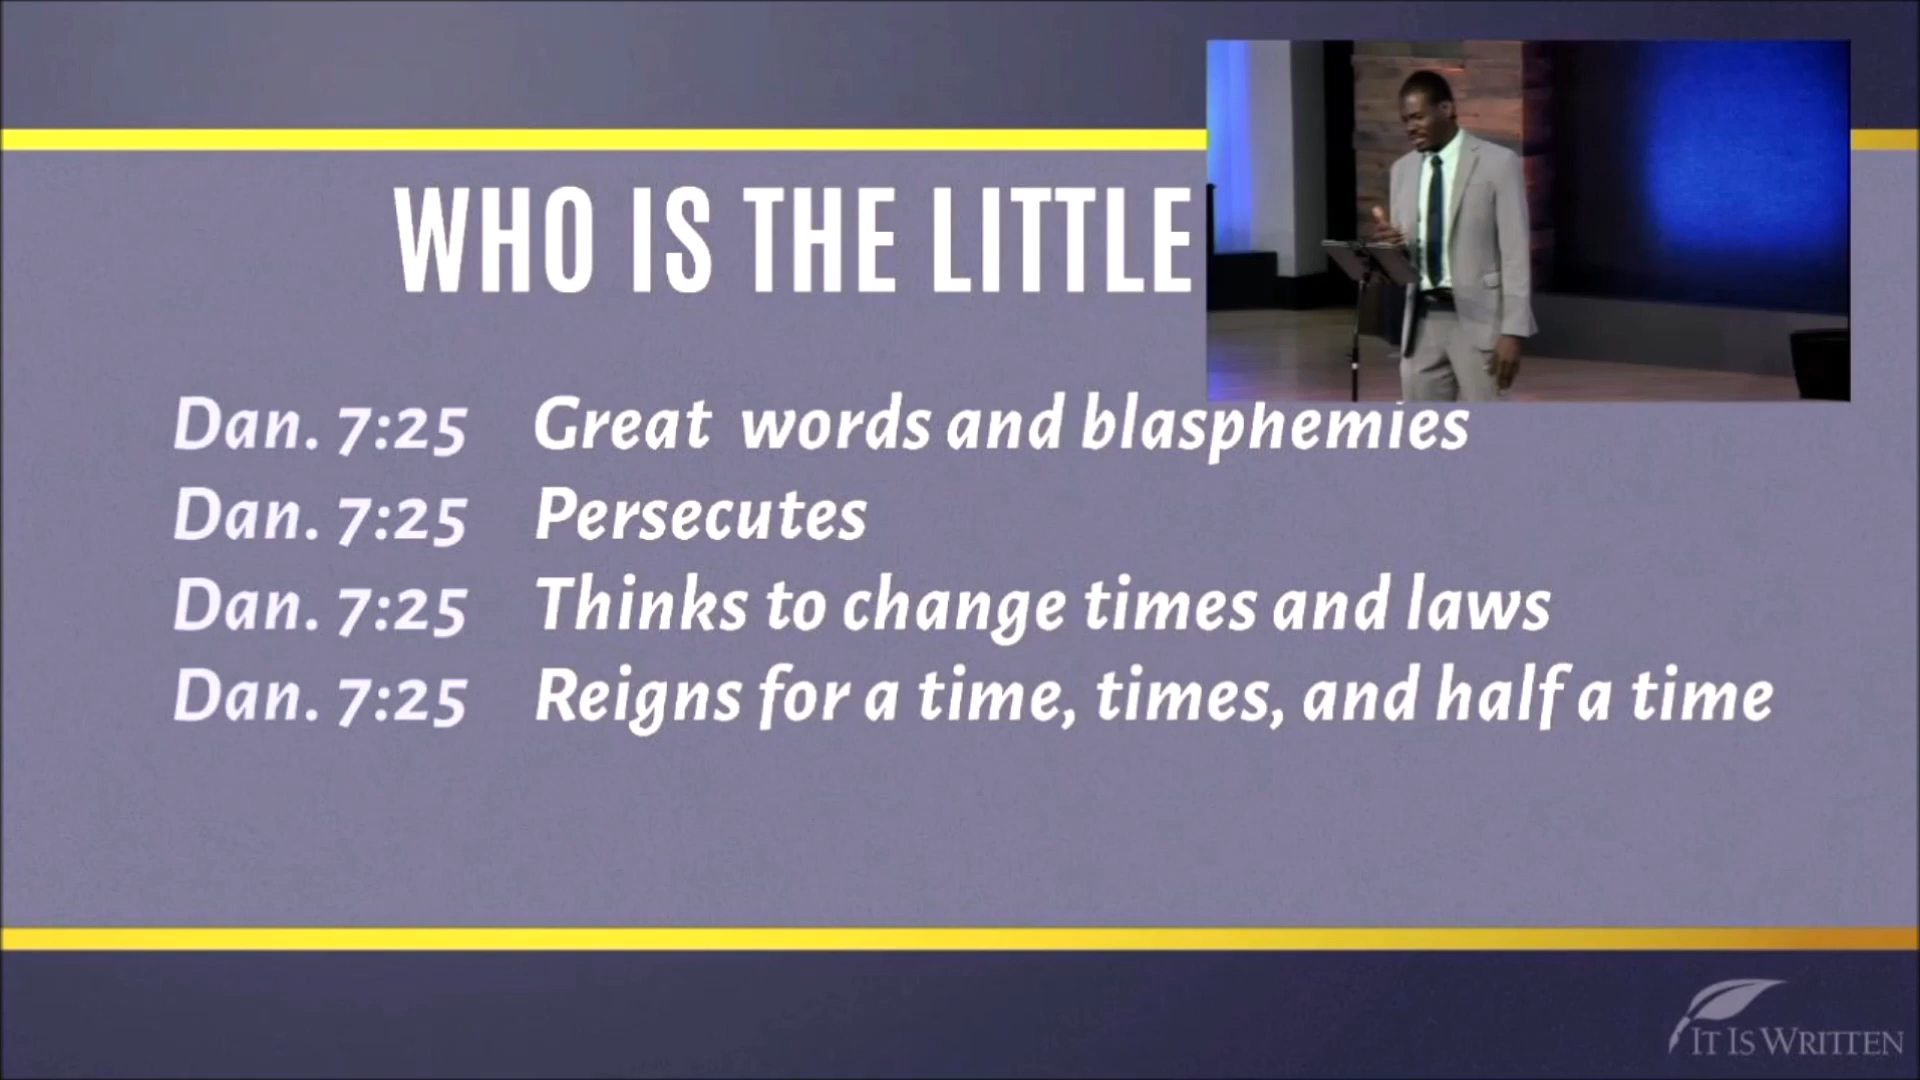 WHO IS THE LITTLE
Dan. 7:25 Great words and blasphemies
Dan. 7:25 Persecutes
Dan. 7:25 Thinks to change times and laws
Dan. 7:25 Reigns for a time, times, and half a time
IT IS WRITTEN